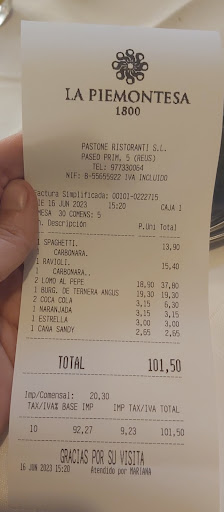 LA PIEMONTESA
1800
PASTONE RISTORANTI S.L.
PASEO PRIM, 5 (REUS)
TEL: 977330064
NIF: B-55655922 IVA INCLUIDO
Factura Simplificada: 00101-0222715
IE 16 JUN 2023 15:20 CAJA 1
MESA 30 COMENS: 5
n. Descripción P.Uni Total
1 SPAGHETTI. 13,90
1 CARBONARA.
1 RAVIOLI. 15,40
1 CARBONARA..
2 LOMO AL PEPE 18,90 37,80
1 BURG. DE TERNERA ANGUS 19,30 19,30
2 COCA COLA 3,15 6,30
1 NARANJADA 3,15 3,15
1 ESTRELLA 3,00 3,00
1 CAÑA SANDY 2,65 2,65
TOTAL 101,50
Imp/Comensal: 20,30
TAX/IVA% BASE IMP IMP TAX/IVA TOTAL
10 92,27 9,23 101,50
GRACIAS POR SU VISITA
16 JUN 2023 15:20 Atendido por MARIANA